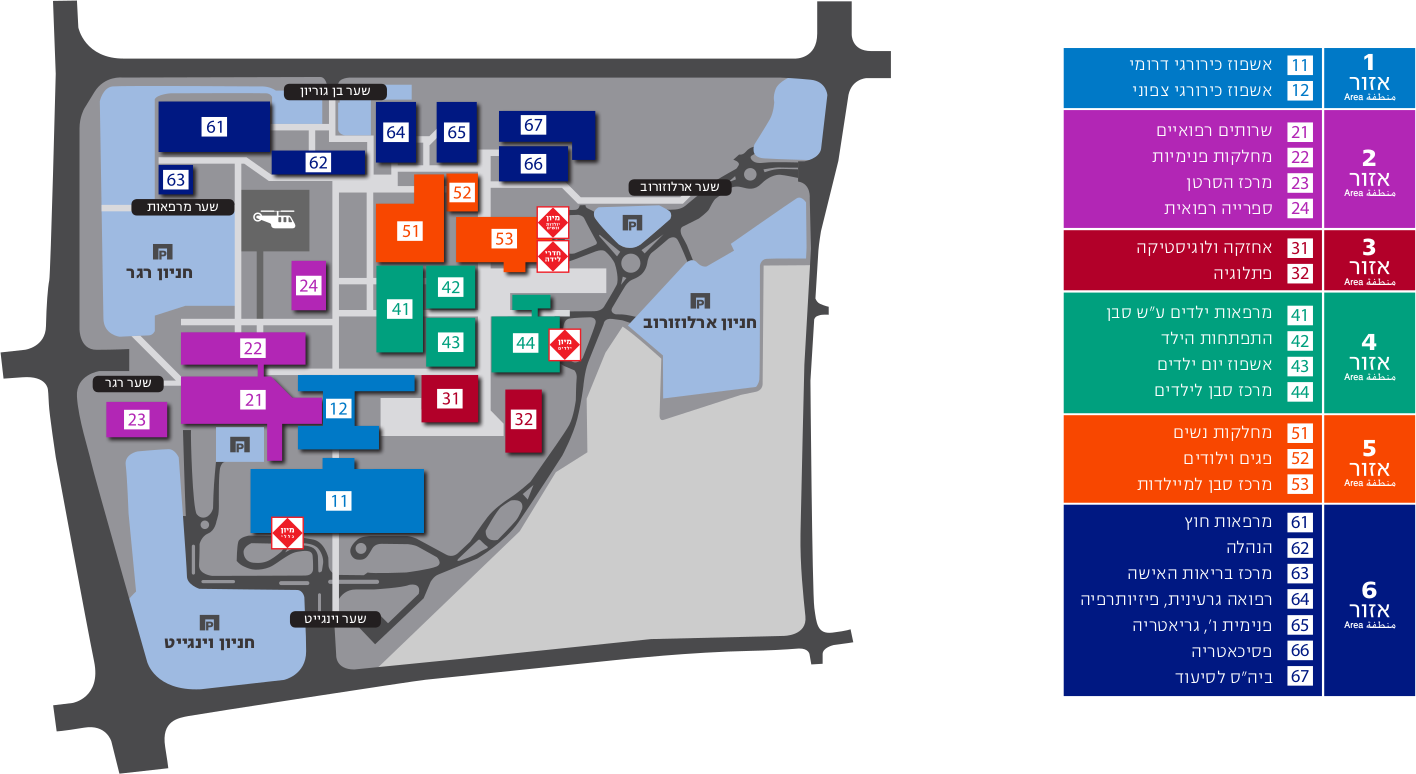 שער בן גוריון
61
62
63
64
65
67
66
שער ארלוזורוב
שער מרפאות
52
51
53
מיון
יולדות
ונשים
חדרי
לידה
P
P
חניון רגר
24
41
42
43
44
מיון
ילדים
P
חניון ארלוזורוב
22
שער רגר
21
23
12
31
32
P
11
מיון
כללי
שער וינגייט
P
חניון וינגייט
1
אזור
Area منطقة
11 אשפוז כירורגי דרומי
12 אשפוז כירורגי צפוני
2
אזור
Area منطقة
21 שרותים רפואיים
22 מחלקות פנימיות
23 מרכז הסרטן
24 ספרייה רפואית
3
אזור
Area منطقة
31 אחזקה ולוגיסטיקה
32 פתלוגיה
4
אזור
Area منطقة
41 מרפאות ילדים ע"ש סבן
42 התפתחות הילד
43 אשפוז יום ילדים
44 מרכז סבן לילדים
5
אזור
Area منطقة
51 מחלקות נשים
52 פגים וילודים
53 מרכז סבן למיילדות
6
אזור
Area منطقة
61 מרפאות חוץ
62 הנהלה
63 מרכז בריאות האישה
64 רפואה גרעינית, פיזיותרפיה
65 פנימית ו', גריאטריה
66 פסיכאטריה
67 ביה"ס לסיעוד